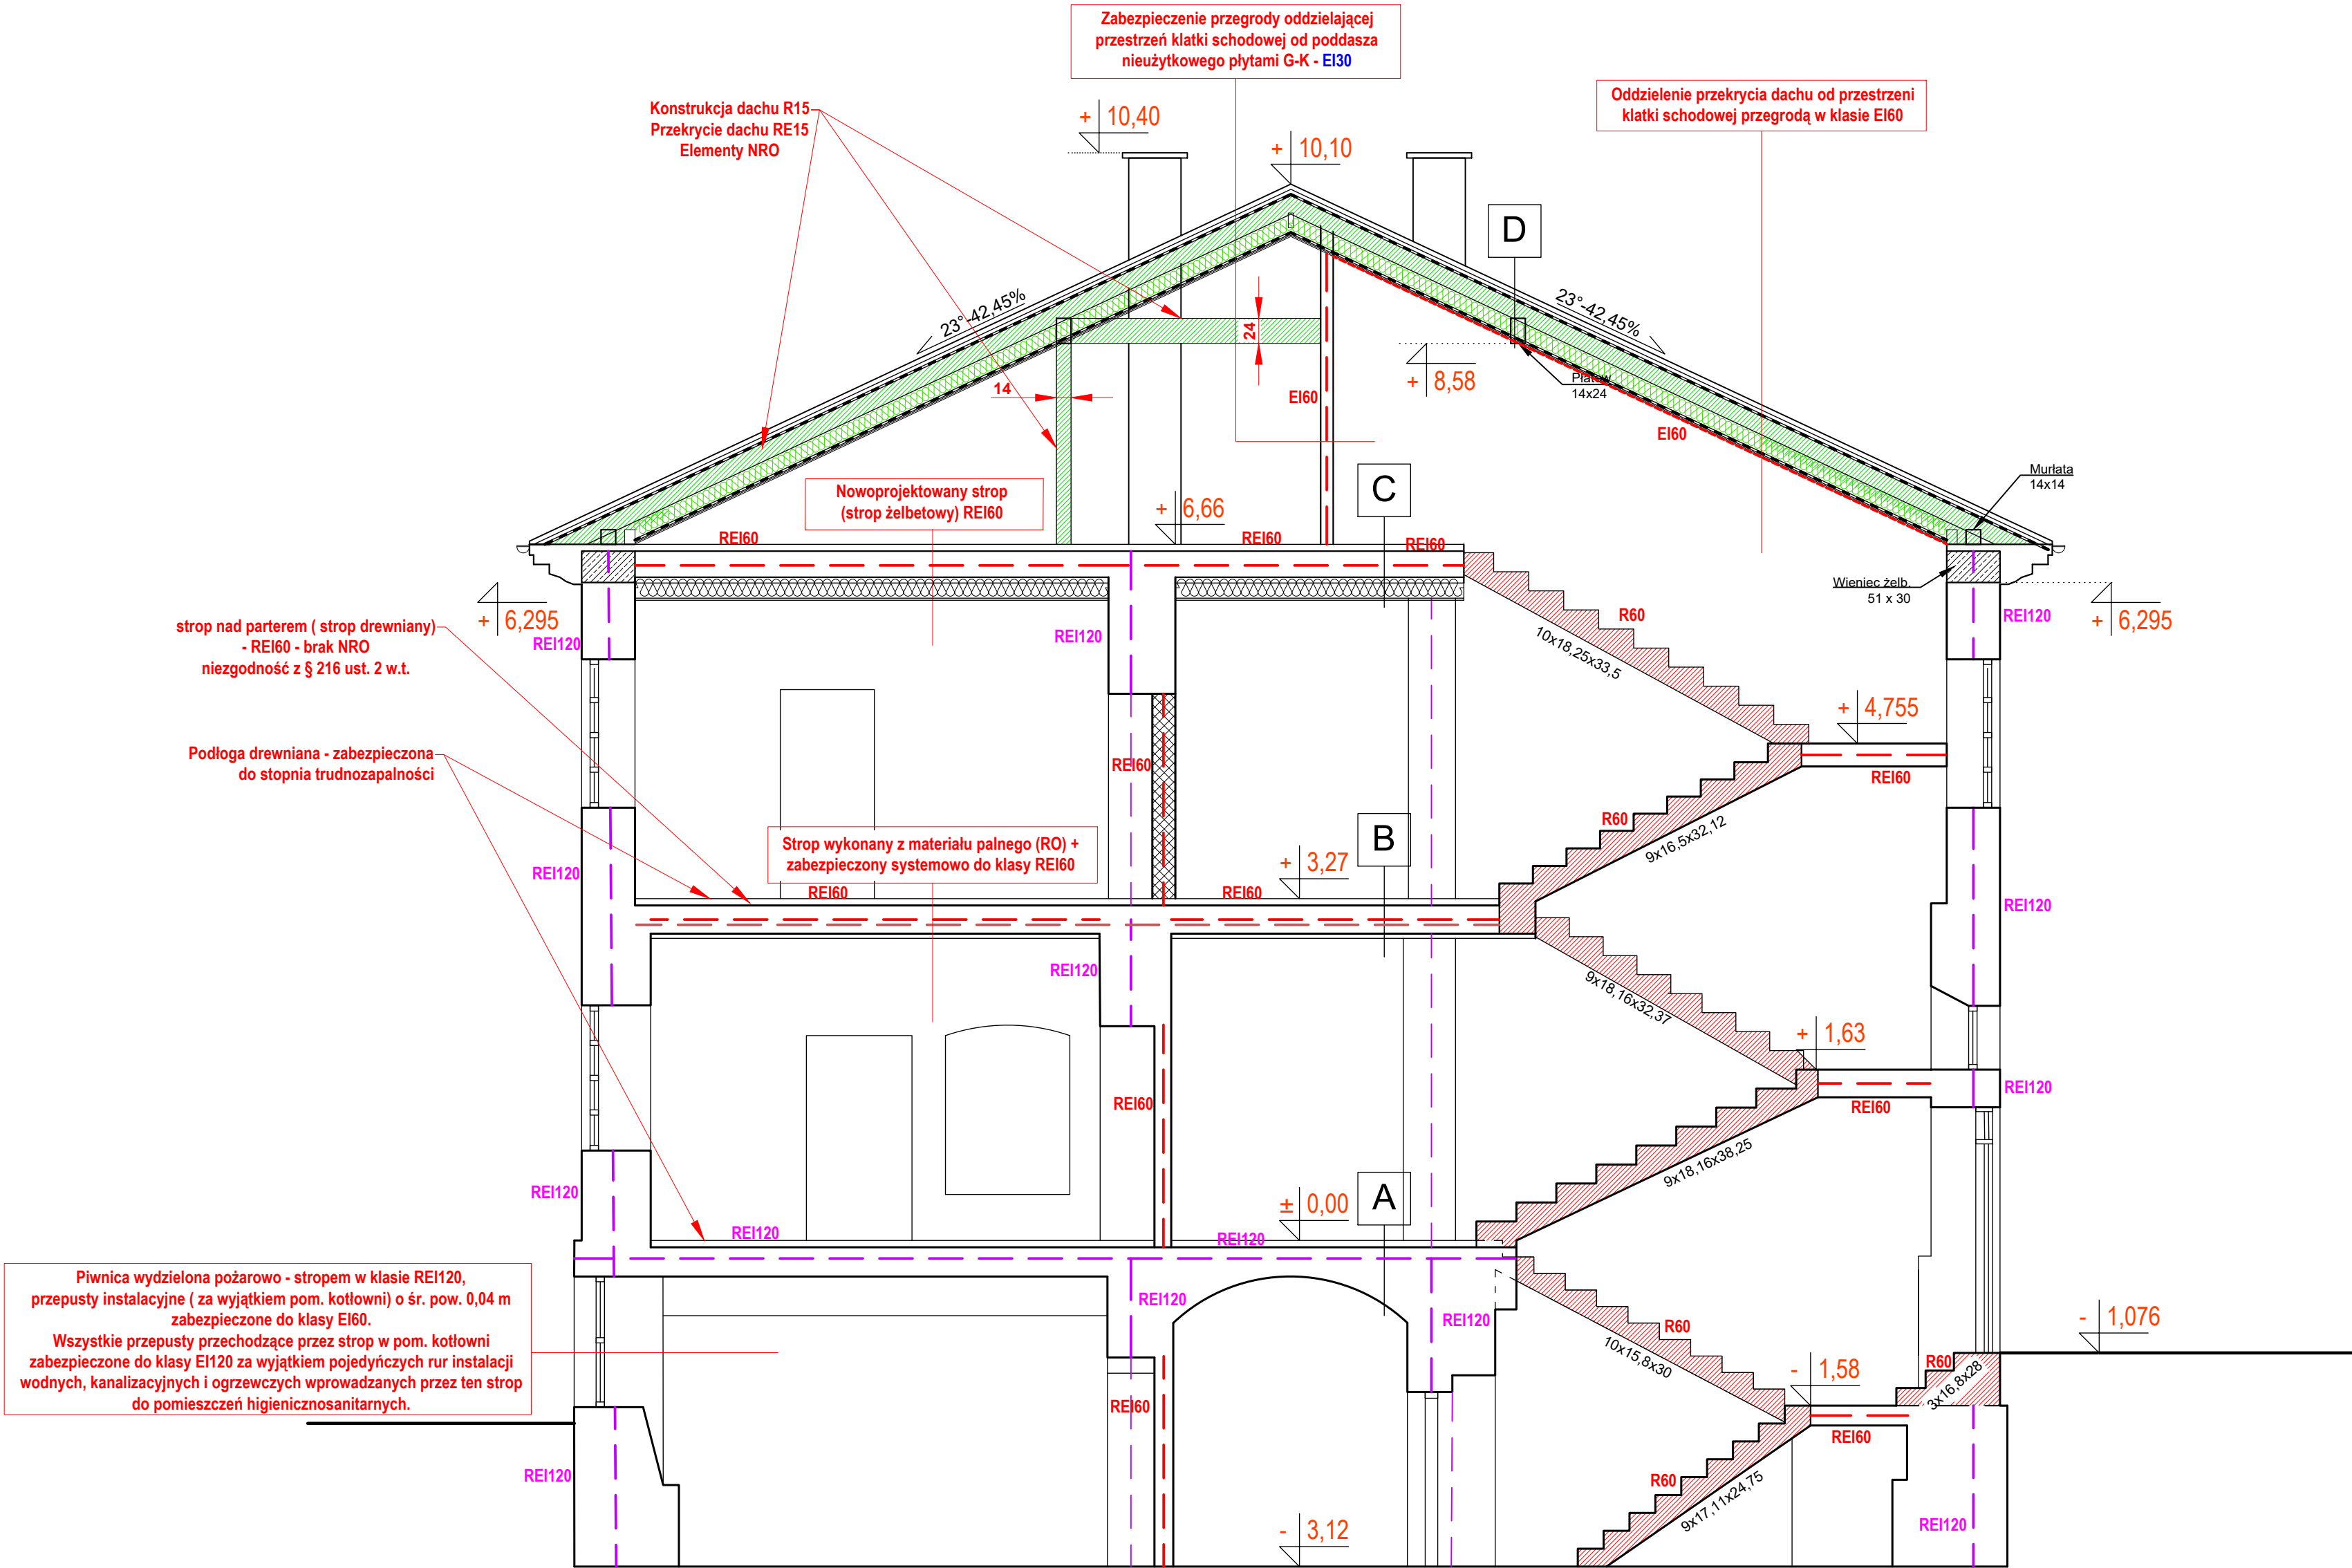 Zabezpieczenie przegrody oddzielającej
przestrzeń klatki schodowej od poddasza
nieużytkowego płytami G-K - EI30
Oddzielenie przekrycia dachu od przestrzeni
klatki schodowej przegrodą w klasie EI60
Konstrukcja dachu R15
Przekrycie dachu RE15
Elementy NRO
+ 10,40
+ 10,10
D
23°-42,45%
23°-42,45%
24
+ 8,58
Płatew
14x24
14
EI60
EI60
Murłata
14x14
Nowoprojektowany strop
(strop żelbetowy) REI60
C
+ 6,66
REI60
REI60
REI60
Wieniec żelb.
51 x 30
+ 6,295
+ 6,295
REI120
REI120
REI120
R60
10x18,25x33,5
strop nad parterem ( strop drewniany)
- REI60 - brak NRO
niezgodność z § 216 ust. 2 w.t.
+ 4,755
Podłoga drewniana - zabezpieczona
do stopnia trudnozapalności
REI60
REI60
R60
9x16,5x32,12
Strop wykonany z materiału palnego (RO) +
zabezpieczony systemowo do klasy REI60
B
+ 3,27
REI120
REI60
REI60
REI120
REI120
9x18,16x32,37
+ 1,63
REI60
REI60
REI120
9x18,16x38,25
REI120
A
± 0,00
REI120
REI120
Piwnica wydzielona pożarowo - stropem w klasie REI120,
przepusty instalacyjne ( za wyjątkiem pom. kotłowni) o śr. pow. 0,04 m
zabezpieczone do klasy EI60.
Wszystkie przepusty przechodzące przez strop w pom. kotłowni
zabezpieczone do klasy EI120 za wyjątkiem pojedyńczych rur instalacji
wodnych, kanalizacyjnych i ogrzewczych wprowadzanych przez ten strop
do pomieszczeń higienicznosanitarnych.
REI120
REI120
R60
10x15,8x30
- 1,076
- 1,58
R60
3x16,8x28
REI60
REI60
REI120
R60
9x17,11x24,75
REI120
- 3,12